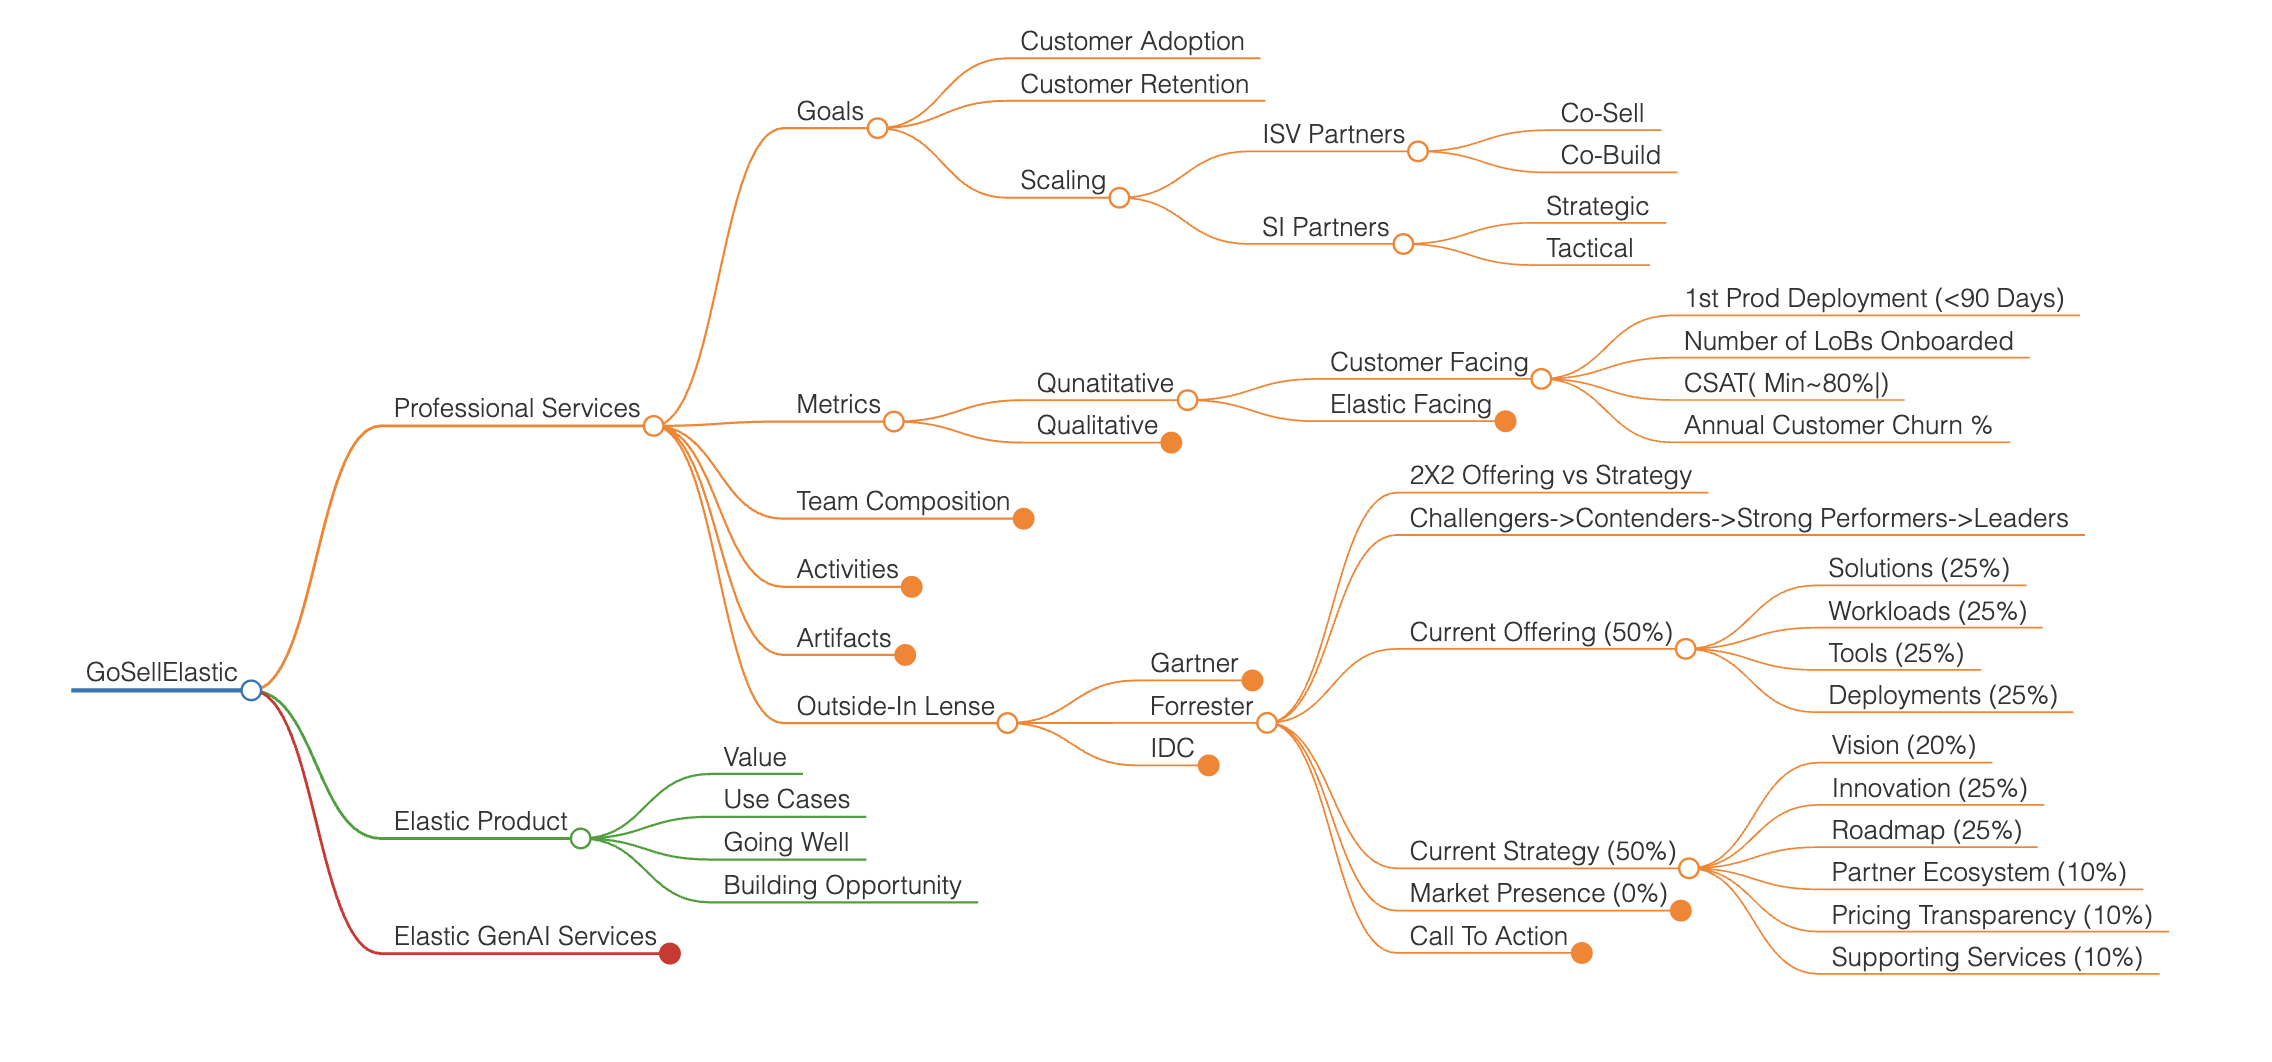 GoSellElastic
Professional Services
Goals
Customer Adoption
Customer Retention
Scaling
ISV Partners
Co-Sell
Co-Build
SI Partners
Strategic
Tactical
Metrics
Qunatitative
Customer Facing
1st Prod Deployment (<90 Days)
Number of LoBs Onboarded
CSAT( Min~80%|)
Annual Customer Churn %
Elastic Facing
Qualitative
Team Composition
Activities
Artifacts
Outside-In Lense
Gartner
Forrester
2X2 Offering vs Strategy
Challengers->Contenders->Strong Performers->Leaders
Current Offering (50%)
Solutions (25%)
Workloads (25%)
Tools (25%)
Deployments (25%)
Current Strategy (50%)
Vision (20%)
Innovation (25%)
Roadmap (25%)
Partner Ecosystem (10%)
Pricing Transparency (10%)
Supporting Services (10%)
Market Presence (0%)
Call To Action
IDC
Elastic Product
Value
Use Cases
Going Well
Building Opportunity
Elastic GenAI Services